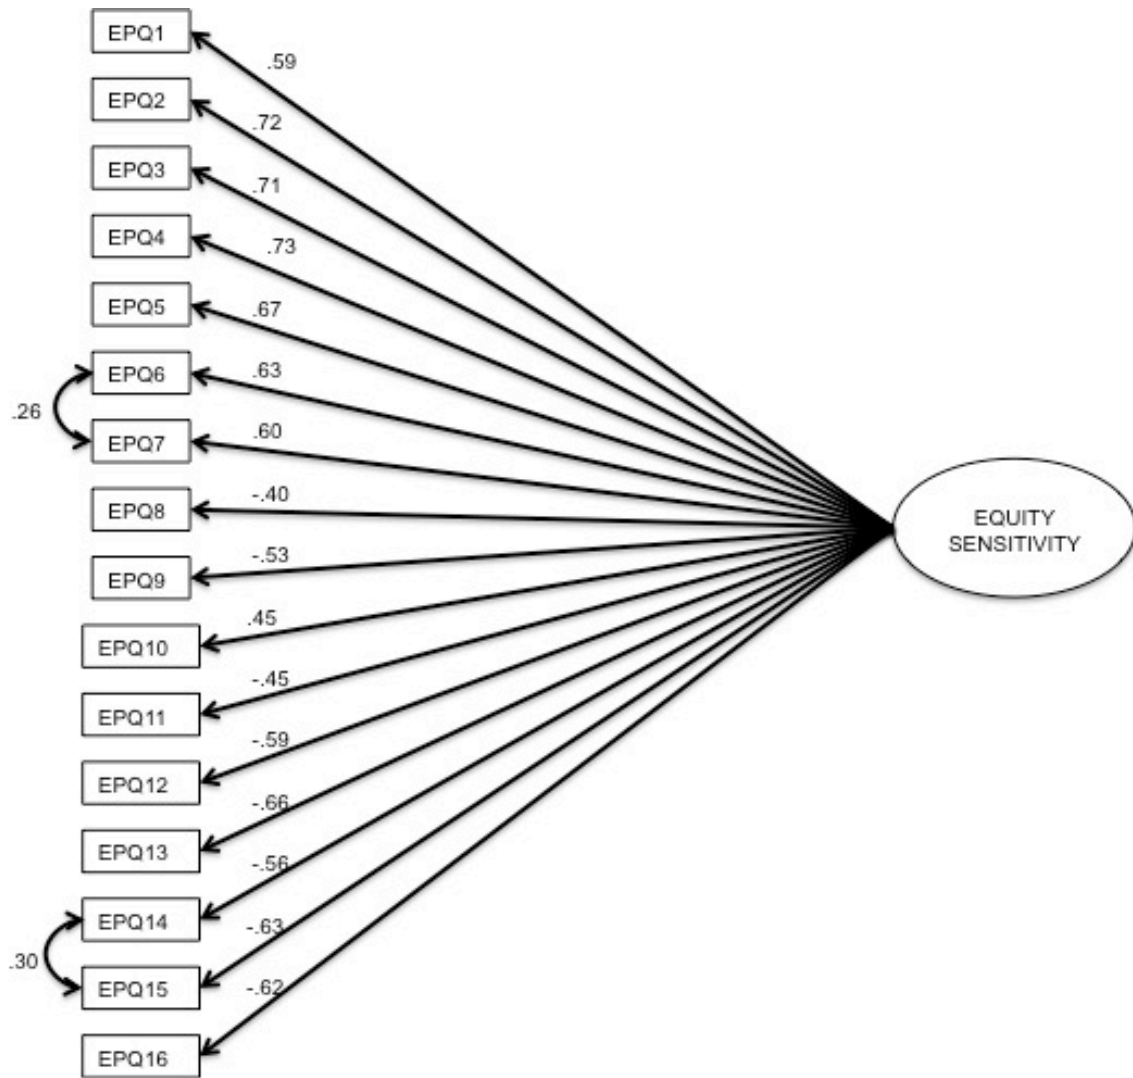 EPQ1
.59
EPQ2
.72
EPQ3
.71
EPQ4
.73
EPQ5
.67
EPQ6
.63
.26
EPQ7
.60
EPQ8
-.40
EQUITY
SENSITIVITY
EPQ9
-.53
EPQ10
.45
EPQ11
-.45
EPQ12
-.59
EPQ13
-.66
EPQ14
-.56
.30
EPQ15
-.63
EPQ16
-.62